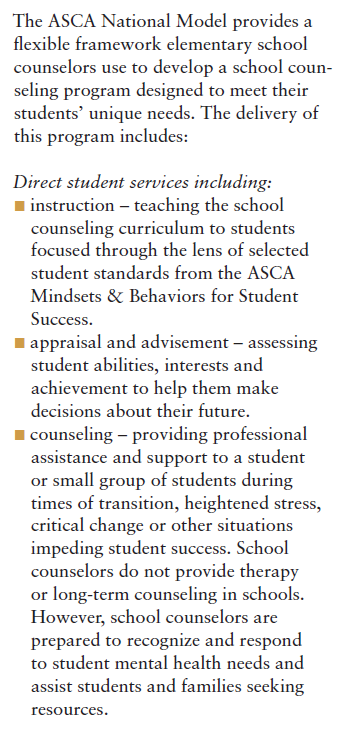 The ASCA National Model provides a
flexible framework elementary school
counselors use to develop a school coun-
seling program designed to meet their
students’ unique needs. The delivery of
this program includes:
Direct student services including:
■ instruction – teaching the school
counseling curriculum to students
focused through the lens of selected
student standards from the ASCA
Mindsets & Behaviors for Student
Success.
■ appraisal and advisement – assessing
student abilities, interests and
achievement to help them make
decisions about their future.
■ counseling – providing professional
assistance and support to a student
or small group of students during
times of transition, heightened stress,
critical change or other situations
impeding student success. School
counselors do not provide therapy
or long-term counseling in schools.
However, school counselors are
prepared to recognize and respond
to student mental health needs and
assist students and families seeking
resources.